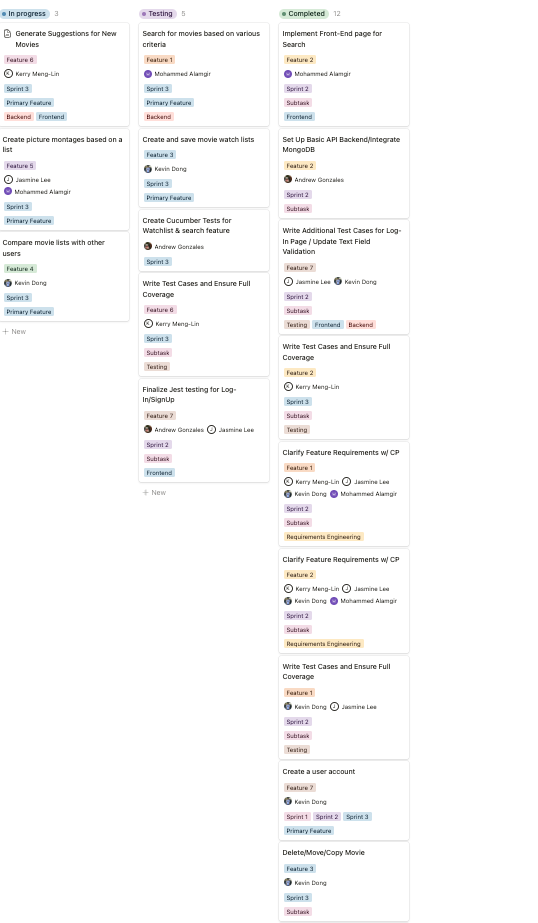 In progress 3
Generate Suggestions for New
Movies
Feature 6
K Kerry Meng-Lin
Sprint 3
Primary Feature
Backend Frontend
Create picture montages based on a
list
Feature 5
J Jasmine Lee
Mohammed Alamgir
Sprint 3
Primary Feature
Compare movie lists with other
users
Feature 4
Kevin Dong
Sprint 3
Primary Feature
+ New
Testing 5
Search for movies based on various
criteria
Feature 1
Mohammed Alamgir
Sprint 3
Primary Feature
Backend
Create and save movie watch lists
Feature 3
Kevin Dong
Sprint 3
Primary Feature
Create Cucumber Tests for
Watchlist & search feature
Andrew Gonzales
Sprint 3
Write Test Cases and Ensure Full
Coverage
Feature 6
K Kerry Meng-Lin
Sprint 3
Subtask
Testing
Finalize Jest testing for Log-
In/SignUp
Feature 7
Andrew Gonzales J Jasmine Lee
Sprint 2
Subtask
Frontend
+ New
Completed 12
Implement Front-End page for
Search
Feature 2
Mohammed Alamgir
Sprint 2
Subtask
Frontend
Set Up Basic API Backend/Integrate
MongoDB
Feature 2
Andrew Gonzales
Sprint 2
Subtask
Write Additional Test Cases for Log-
In Page / Update Text Field
Validation
Feature 7
J Jasmine Lee Kevin Dong
Sprint 2
Subtask
Testing Frontend Backend
Write Test Cases and Ensure Full
Coverage
Feature 2
K Kerry Meng-Lin
Sprint 3
Subtask
Testing
Clarify Feature Requirements w/ CP
Feature 1
K Kerry Meng-Lin J Jasmine Lee
Kevin Dong Mohammed Alamgir
Sprint 2
Subtask
Requirements Engineering
Clarify Feature Requirements w/ CP
Feature 2
K Kerry Meng-Lin J Jasmine Lee
Kevin Dong Mohammed Alamgir
Sprint 2
Subtask
Requirements Engineering
Write Test Cases and Ensure Full
Coverage
Feature 1
Kevin Dong J Jasmine Lee
Sprint 2
Subtask
Testing
Create a user account
Feature 7
Kevin Dong
Sprint 1 Sprint 2 Sprint 3
Primary Feature
Delete/Move/Copy Movie
Feature 3
Kevin Dong
Sprint 3
Subtask